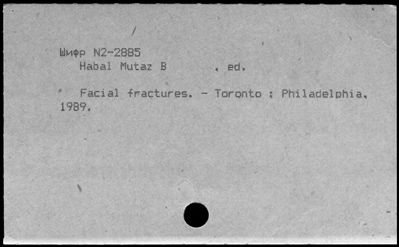 Шифр N2-2885
Habal Mutaz B , ed.
Facial fractures. - Toronto : Philadelphia,
1989.